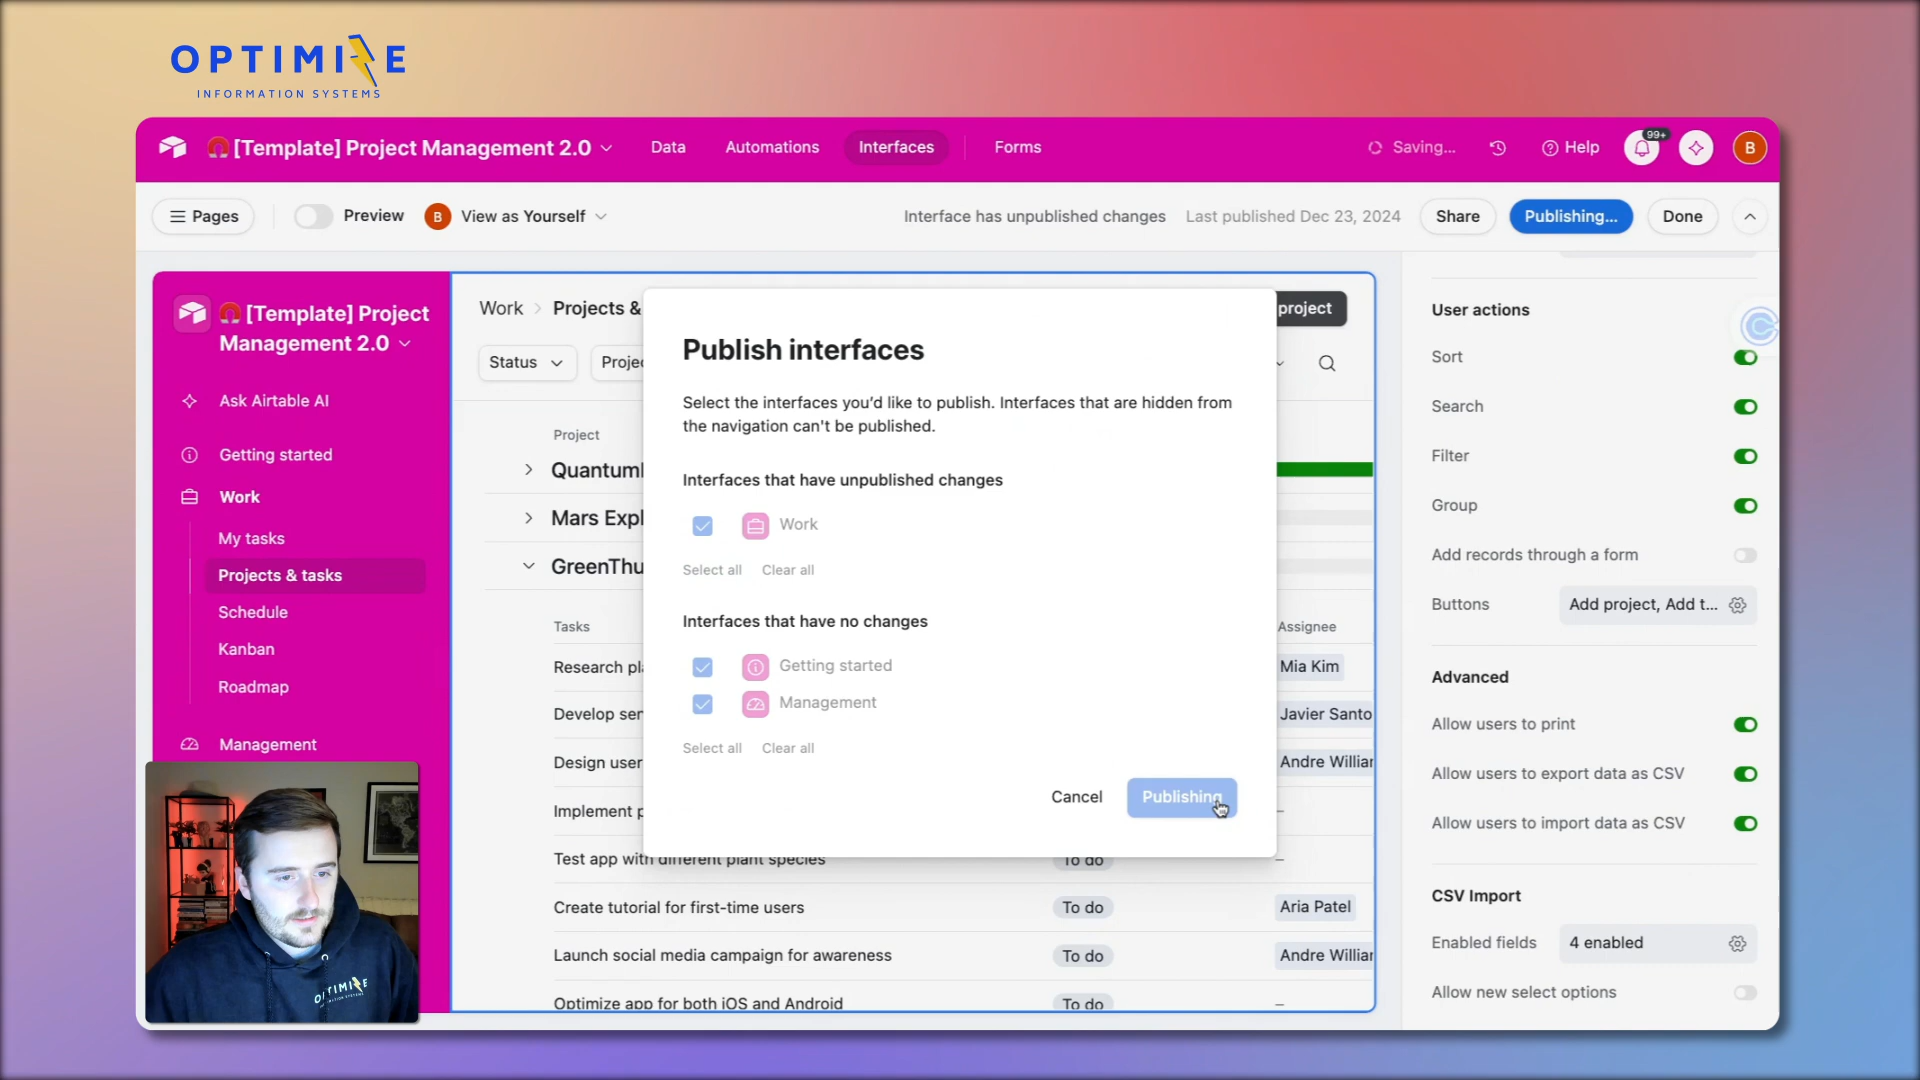 OPTIMIZE
INFORMATION SYSTEMS
[Template] Project Management 2.0
Data
Automations
Interfaces
Forms
Saving...
Help
99+
B
Pages
Preview
B
View as Yourself
Interface has unpublished changes
Last published Dec 23, 2024
Share
Publishing...
Done
[Template] Project
Management 2.0
Ask Airtable AI
Getting started
Work
My tasks
Projects & tasks
Schedule
Kanban
Roadmap
Management
Work > Projects &
project
Status
Projec
Project
Quantum
Mars Expl
GreenThu
Tasks
Assignee
Research pl
Mia Kim
Develop ser
Javier Santo
Design user
Andre Williar
Implement p
–
Test app with different plant species
To do
–
Create tutorial for first-time users
To do
Aria Patel
Launch social media campaign for awareness
To do
Andre Williar
Optimize app for both iOS and Android
To do
–
Publish interfaces
Select the interfaces you'd like to publish. Interfaces that are hidden from
the navigation can't be published.
Interfaces that have unpublished changes
Work
Select all
Clear all
Interfaces that have no changes
Getting started
Management
Select all
Clear all
Cancel
Publishing
User actions
Sort
Search
Filter
Group
Add records through a form
Buttons
Add project, Add t...
Advanced
Allow users to print
Allow users to export data as CSV
Allow users to import data as CSV
CSV Import
Enabled fields
4 enabled
Allow new select options
OPTIMIZE